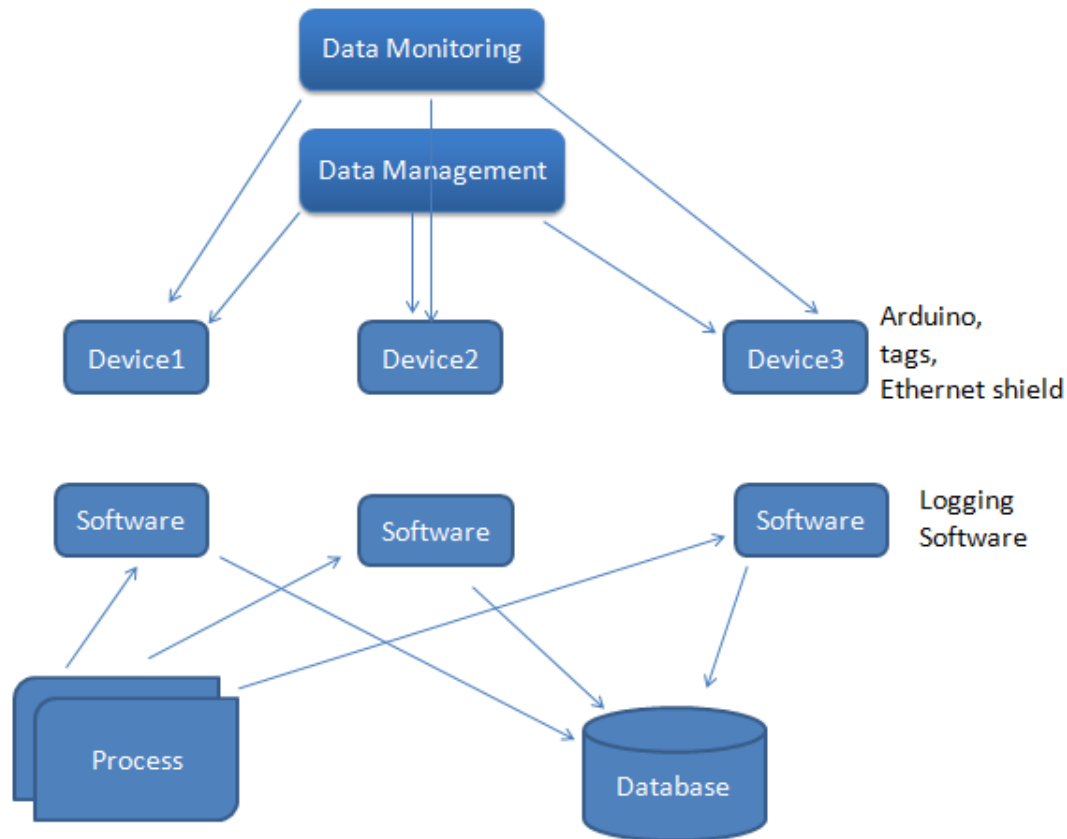 Data Monitoring
Data Management
Device1
Device2
Device3
Arduino,
tags,
Ethernet shield
Software
Software
Software
Logging
Software
Process
Database